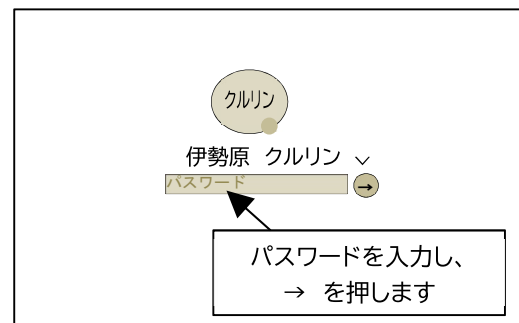 クルリン
伊勢原 クルリン ∨
パスワード
→
パスワードを入力し、
→ を押します